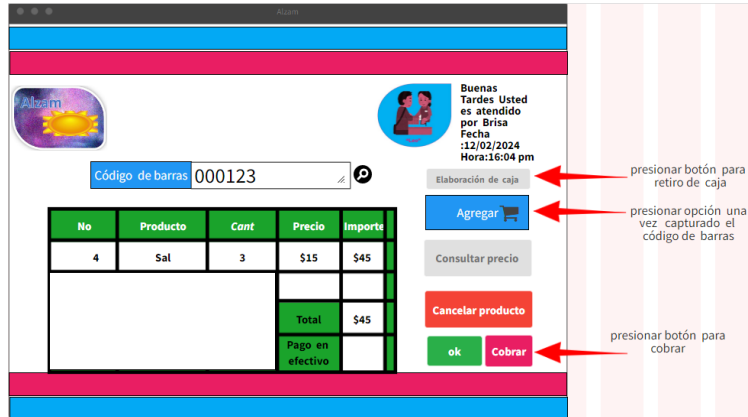 Alzam
Alzam
Buenas
Tardes Usted
es atendido
por Brisa
Fecha
:12/02/2024
Hora:16:04 pm
Código de barras 000123
Elaboración de caja
presionar botón para
retiro de caja
Agregar
presionar opción una
vez capturado el
código de barras
No Producto Cant Precio Importe
4 Sal 3 $15 $45
Consultar precio
Total $45
Cancelar producto
Pago en
efectivo
ok Cobrar
presionar botón para
cobrar